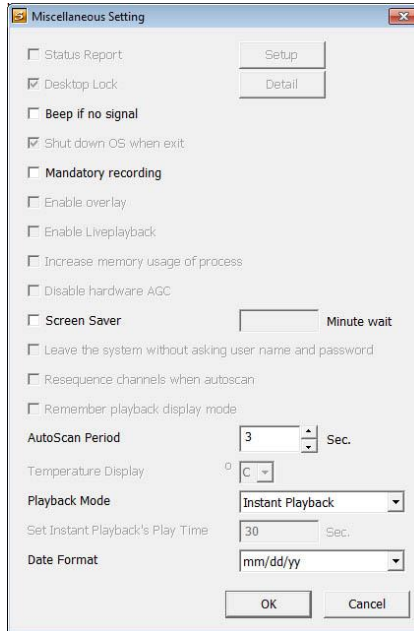 Miscellaneous Setting
Status Report Setup
Desktop Lock Detail
Beep if no signal
Shut down OS when exit
Mandatory recording
Enable overlay
Enable Liveplayback
Increase memory usage of process
Disable hardware AGC
Screen Saver Minute wait
Leave the system without asking user name and password
Resequence channels when autoscan
Remember playback display mode
AutoScan Period 3 Sec.
Temperature Display ° C
Playback Mode Instant Playback
Set Instant Playback's Play Time 30 Sec.
Date Format mm/dd/yy
OK Cancel